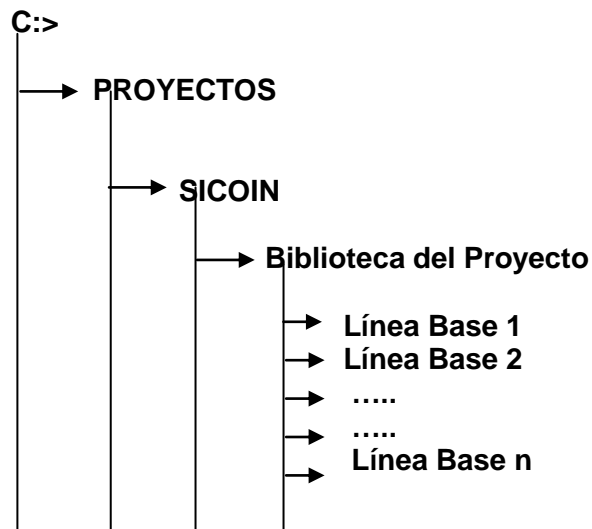 C:>
PROYECTOS
SICOIN
Biblioteca del Proyecto
Línea Base 1
Línea Base 2
…..
…..
Línea Base n